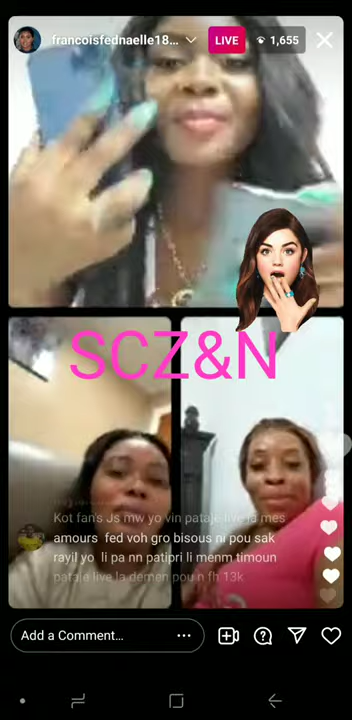 francoisfednaelle18...
LIVE
1,655
SCZ&N
Kot fan's Js mw yo vin pataje live la mes
amours fed voh gro bisous ni pou sak
rayil yo li pa nn patipri li menm timoun
pataje live la demen pou n fh 13k
Add a Comment...